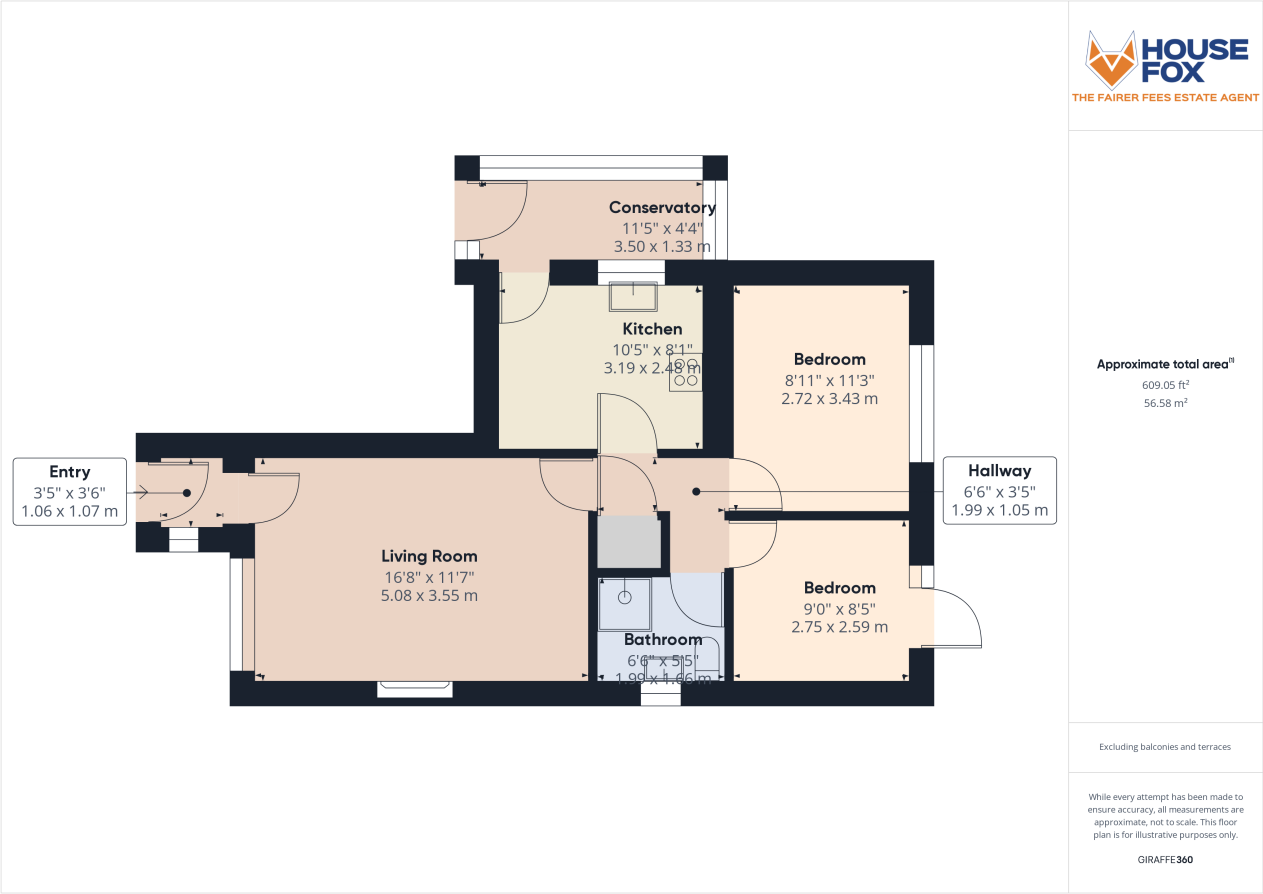 HOUSE
FOX
THE FAIRER FEES ESTATE AGENT
Conservatory
11'5" x 4'4"
3.50 x 1.33 m
Kitchen
10'5" x 8'1"
3.19 x 2.48 m
Bedroom
8'11" x 11'3"
2.72 x 3.43 m
Entry
3'5" x 3'6"
1.06 x 1.07 m
Hallway
6'6" x 3'5"
1.99 x 1.05 m
Living Room
16'8" x 11'7"
5.08 x 3.55 m
Bedroom
9'0" x 8'5"
2.75 x 2.59 m
Bathroom
6'6" x 5'5"
1.99 x 1.66 m
Approximate total area(1)
609.05 ft²
56.58 m²
Excluding balconies and terraces
While every attempt has been made to
ensure accuracy, all measurements are
approximate, not to scale. This floor
plan is for illustrative purposes only.
GIRAFFE360